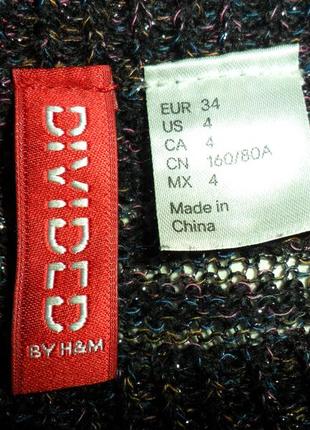 DIVIDED
BY H&M
EUR 34
US 4
CA 4
CN 160/80A
MX 4
Made in
China